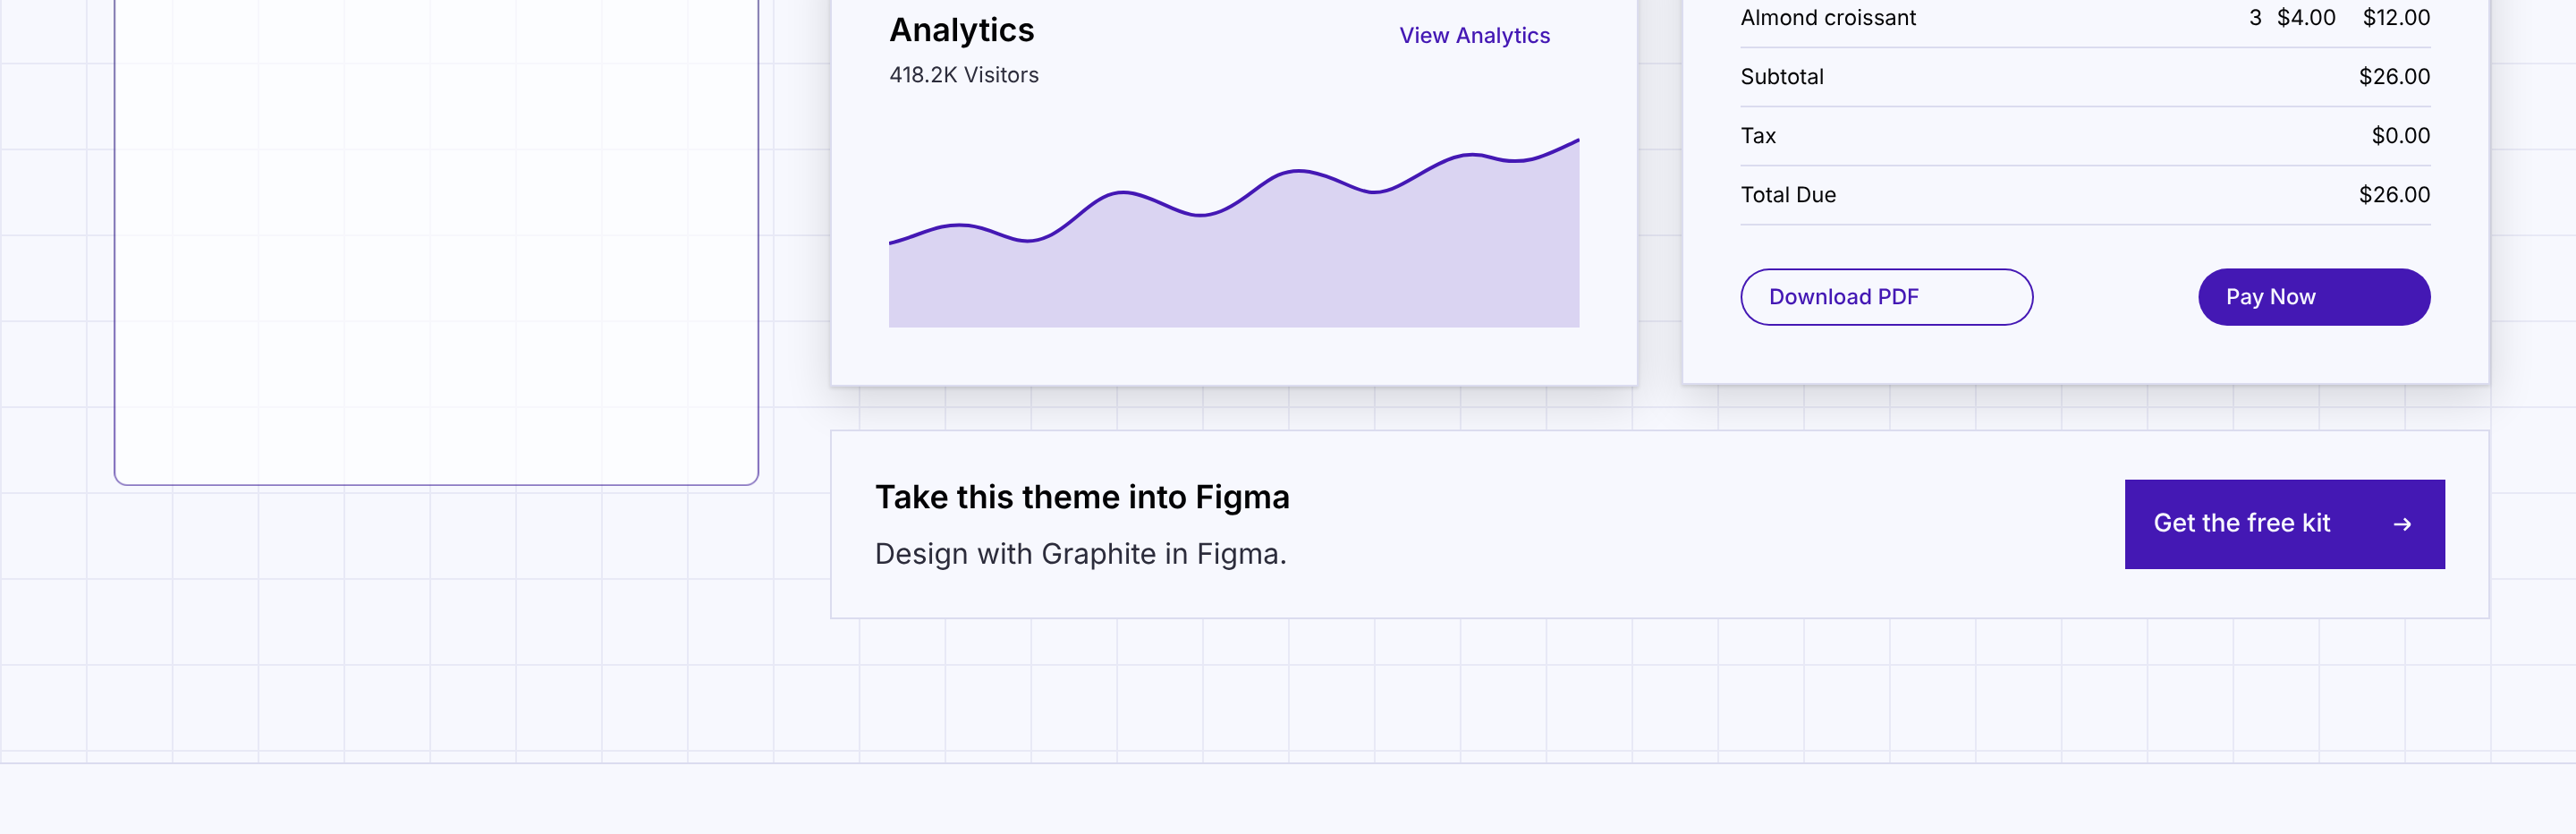 Analytics
View Analytics
418.2K Visitors
Almond croissant 3 $4.00 $12.00
Subtotal $26.00
Tax $0.00
Total Due $26.00
Download PDF
Pay Now
Take this theme into Figma
Design with Graphite in Figma.
Get the free kit →